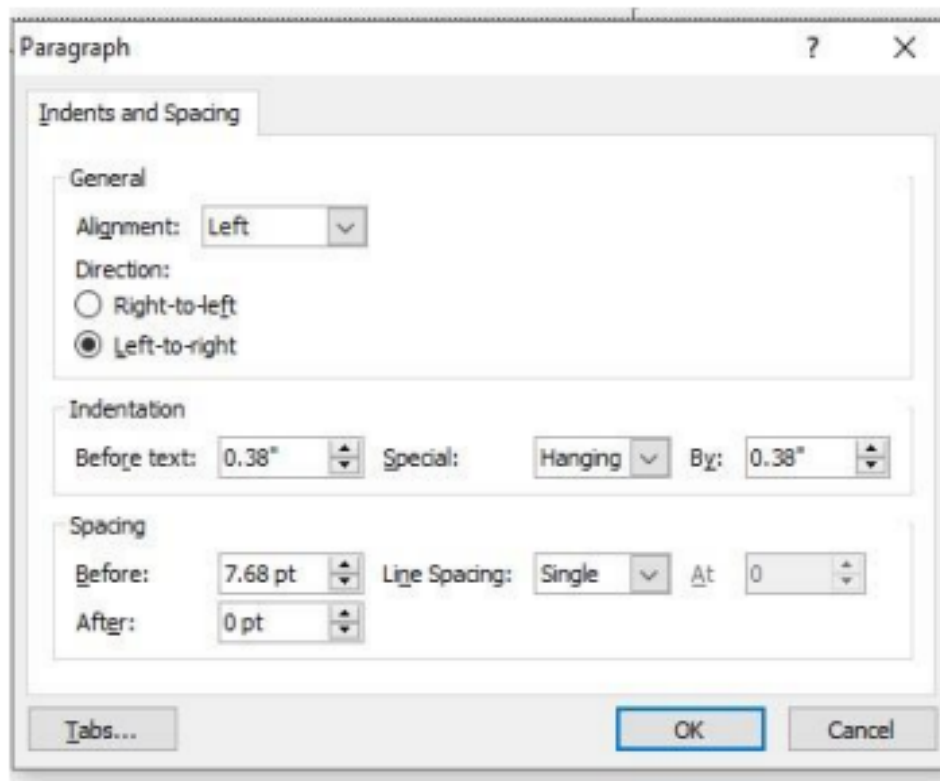 Paragraph ?
Indents and Spacing
General
Alignment: Left
Direction:
Right-to-left
Left-to-right
Indentation
Before text: 0.38" Special: Hanging By: 0.38"
Spacing
Before: 7.68 pt Line Spacing: Single At 0
After: 0 pt
Tabs... OK Cancel